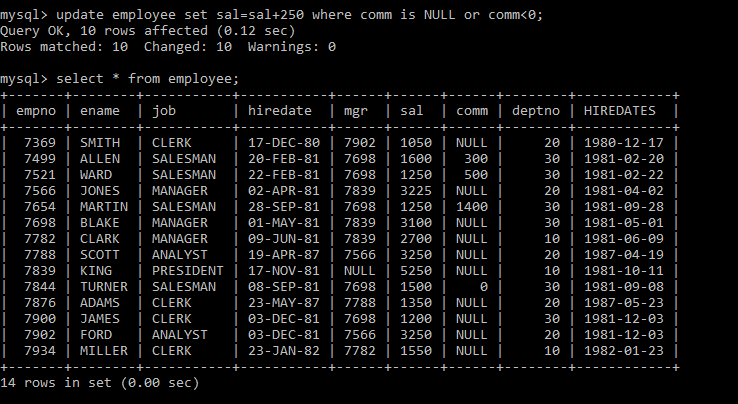 mysql> update employee set sal=sal+250 where comm is NULL or comm<0;
Query OK, 10 rows affected (0.12 sec)
Rows matched: 10  Changed: 10  Warnings: 0
mysql> select * from employee;
+-------+--------+-----------+-----------+------+------+------+--------+------------+
| empno | ename  | job       | hiredate  | mgr  | sal  | comm | deptno | HIREDATES  |
+-------+--------+-----------+-----------+------+------+------+--------+------------+
|  7369 | SMITH  | CLERK     | 17-DEC-80 | 7902 | 1050 | NULL |     20 | 1980-12-17 |
|  7499 | ALLEN  | SALESMAN  | 20-FEB-81 | 7698 | 1600 |  300 |     30 | 1981-02-20 |
|  7521 | WARD   | SALESMAN  | 22-FEB-81 | 7698 | 1250 |  500 |     30 | 1981-02-22 |
|  7566 | JONES  | MANAGER   | 02-APR-81 | 7839 | 3225 | NULL |     20 | 1981-04-02 |
|  7654 | MARTIN | SALESMAN  | 28-SEP-81 | 7698 | 1250 | 1400 |     30 | 1981-09-28 |
|  7698 | BLAKE  | MANAGER   | 01-MAY-81 | 7839 | 3100 | NULL |     30 | 1981-05-01 |
|  7782 | CLARK  | MANAGER   | 09-JUN-81 | 7839 | 2700 | NULL |     10 | 1981-06-09 |
|  7788 | SCOTT  | ANALYST   | 19-APR-87 | 7566 | 3250 | NULL |     20 | 1987-04-19 |
|  7839 | KING   | PRESIDENT | 17-NOV-81 | NULL | 5250 | NULL |     10 | 1981-10-11 |
|  7844 | TURNER | SALESMAN  | 08-SEP-81 | 7698 | 1500 |    0 |     30 | 1981-09-08 |
|  7876 | ADAMS  | CLERK     | 23-MAY-87 | 7788 | 1350 | NULL |     20 | 1987-05-23 |
|  7900 | JAMES  | CLERK     | 03-DEC-81 | 7698 | 1200 | NULL |     30 | 1981-12-03 |
|  7902 | FORD   | ANALYST   | 03-DEC-81 | 7566 | 3250 | NULL |     20 | 1981-12-03 |
|  7934 | MILLER | CLERK     | 23-JAN-82 | 7782 | 1550 | NULL |     10 | 1982-01-23 |
+-------+--------+-----------+-----------+------+------+------+--------+------------+
14 rows in set (0.00 sec)